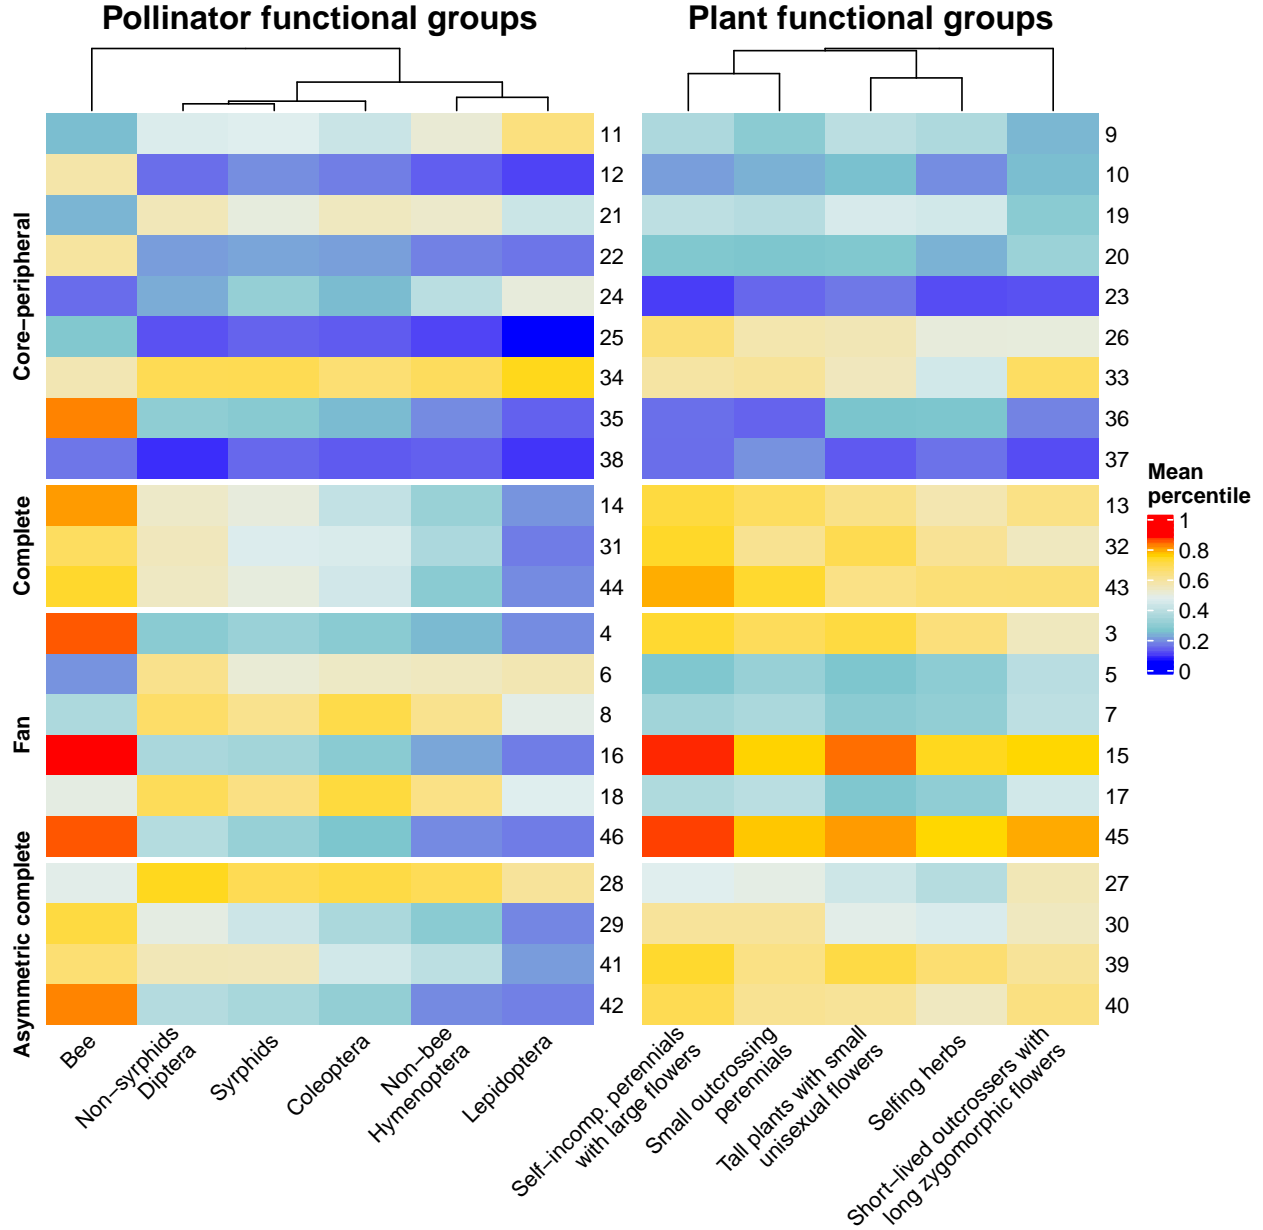 Pollinator functional groups
Plant functional groups
Core−peripheral
Complete
Fan
Asymmetric complete
11
12
21
22
24
25
34
35
38
14
31
44
4
6
8
16
18
46
28
29
41
42
9
10
19
20
23
26
33
36
37
13
32
43
3
5
7
15
17
45
27
30
39
40
Mean
percentile
1
0.8
0.6
0.4
0.2
0
Bee
Non−syrphids
Diptera
Syrphids
Coleoptera
Non−bee
Hymenoptera
Lepidoptera
Self−incomp. perennials
with large flowers
Small outcrossing
perennials
Tall plants with small
unisexual flowers
Selfing herbs
Short−lived outcrossers with
long zygomorphic flowers